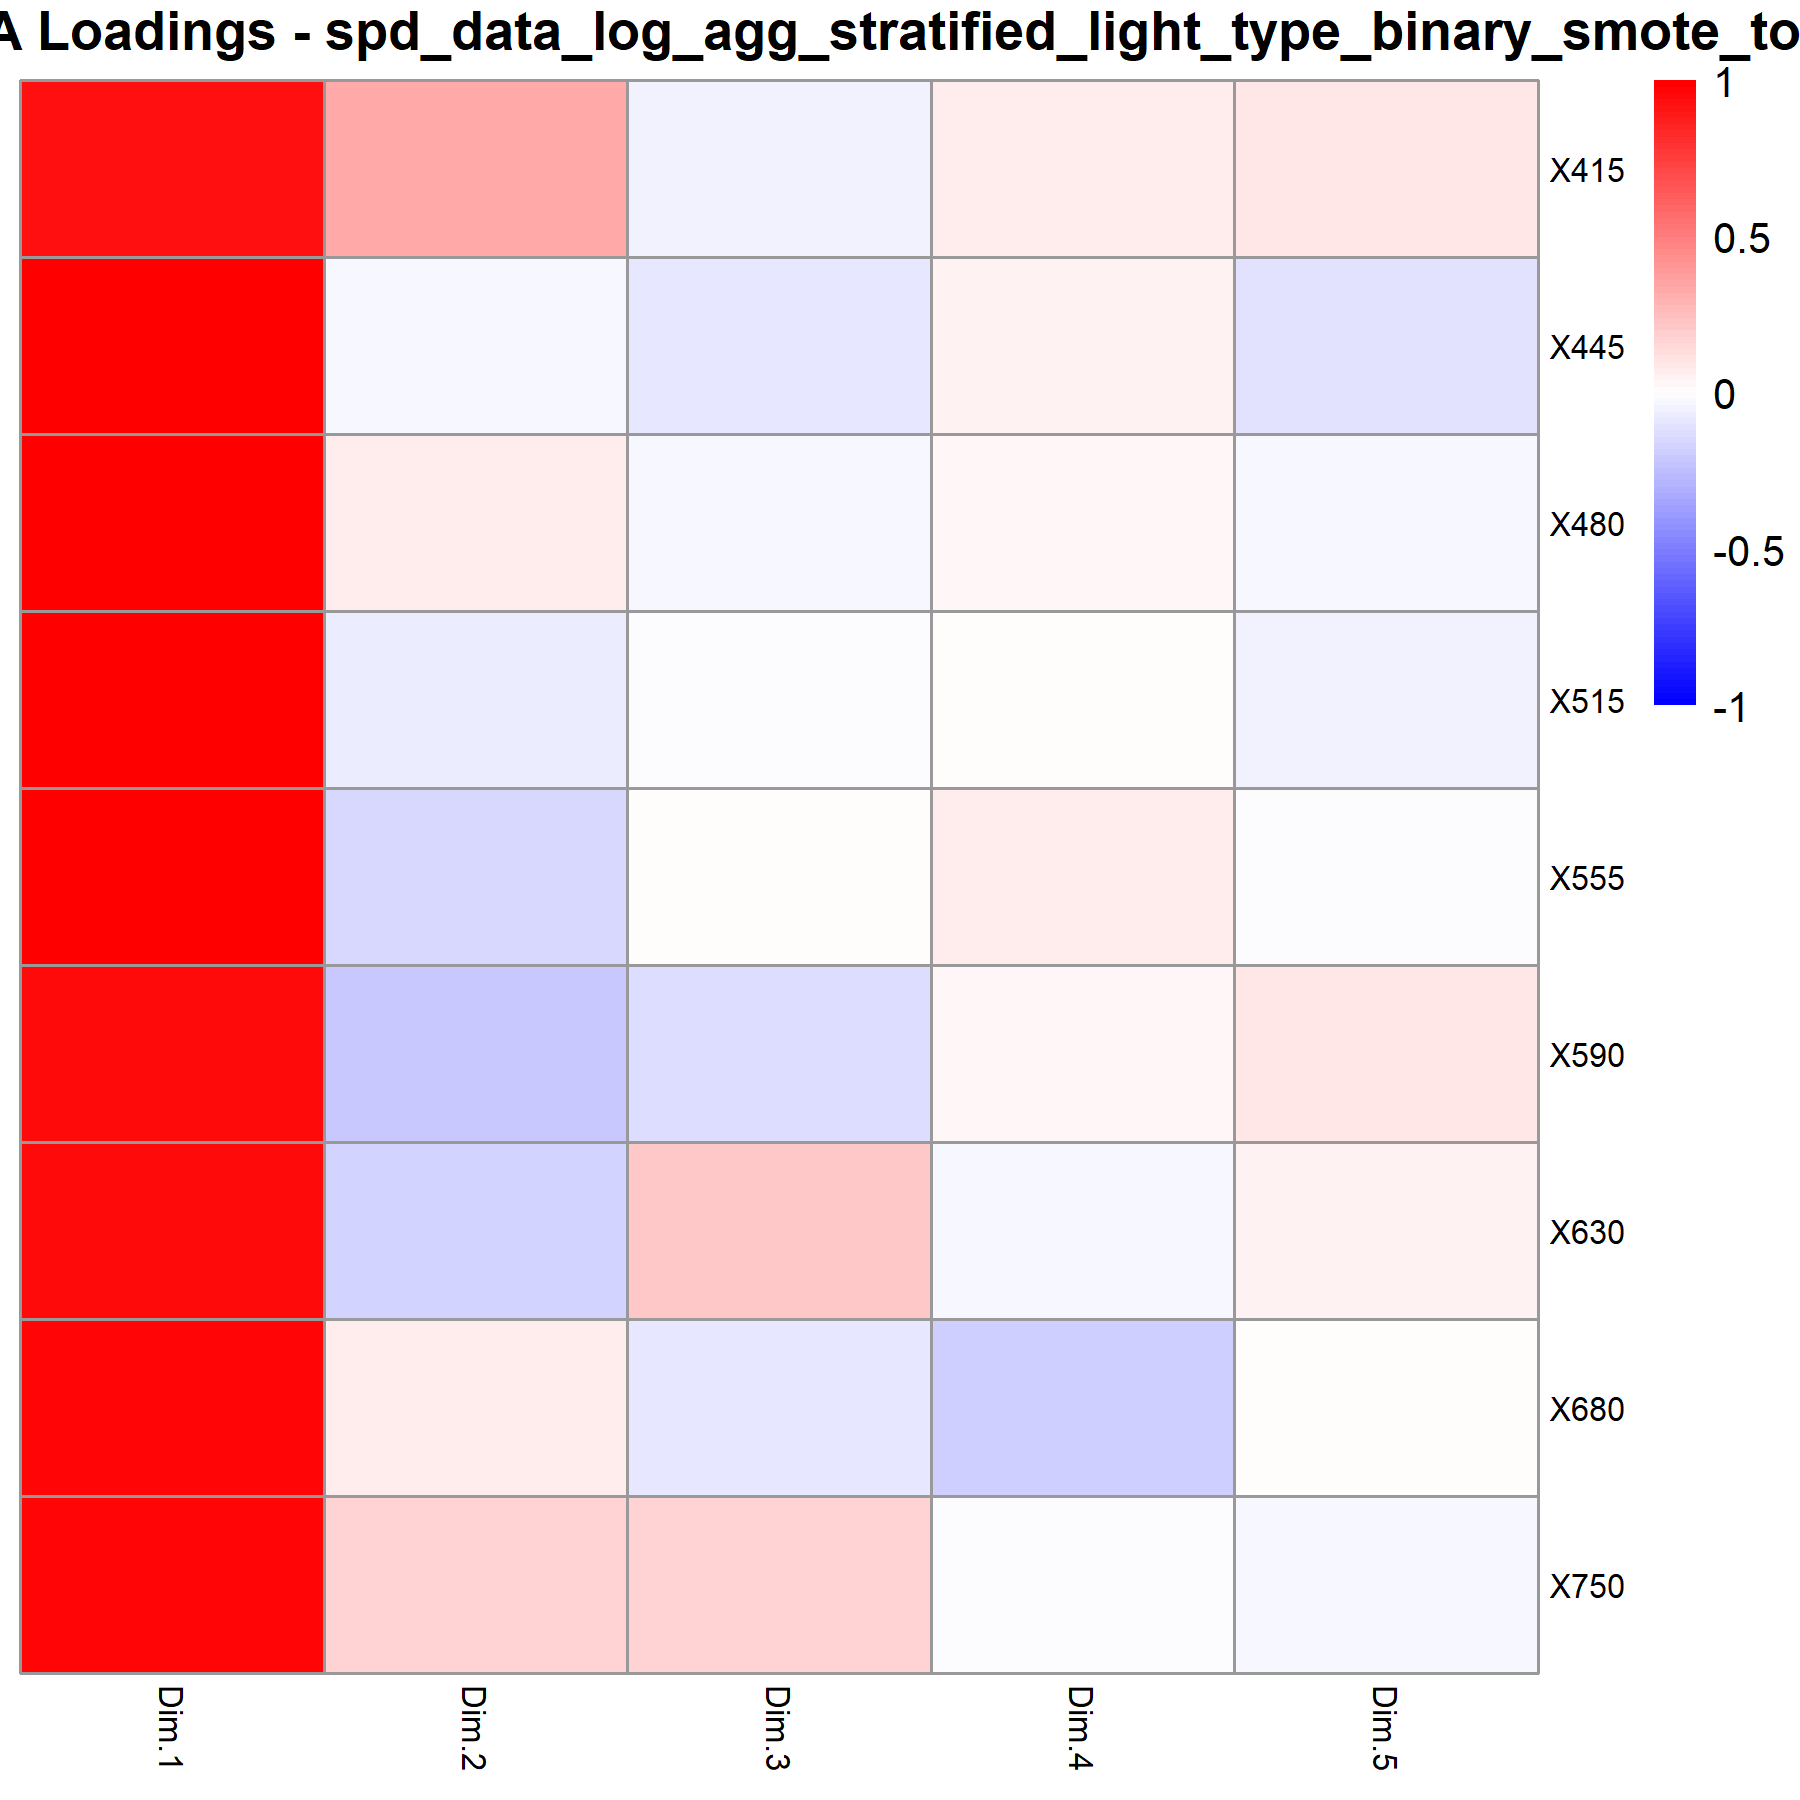 A Loadings - spd_data_log_agg_stratified_light_type_binary_smote_to
1
0.5
0
-0.5
-1
X415
X445
X480
X515
X555
X590
X630
X680
X750
Dim.1
Dim.2
Dim.3
Dim.4
Dim.5